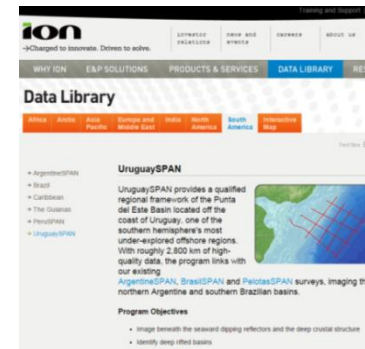 Training and Support
ion
Charged to innovate. Driven to solve.
investor relations
news and events
careers
about us
WHY ION
E&P SOLUTIONS
PRODUCTS & SERVICES
DATA LIBRARY
RE
Data Library
Africa
Arctic
Asia Pacific
Europe and Middle East
India
North America
South America
Interactive Map
Text Size
ArgentineSPAN
Brazil
Caribbean
The Guianas
PeruSPAN
UruguaySPAN
UruguaySPAN
UruguaySPAN provides a qualified
regional framework of the Punta
del Este Basin located off the
coast of Uruguay, one of the
southern hemisphere's most
under-explored offshore regions.
With roughly 2,800 km of high-
quality data, the program links with
our existing
ArgentineSPAN, BrasilSPAN and PelotasSPAN surveys, imaging th
northern Argentine and southern Brazilian basins.
Program Objectives
Image beneath the seaward dipping reflectors and the deep crustal structure
Identify deep rifted basins